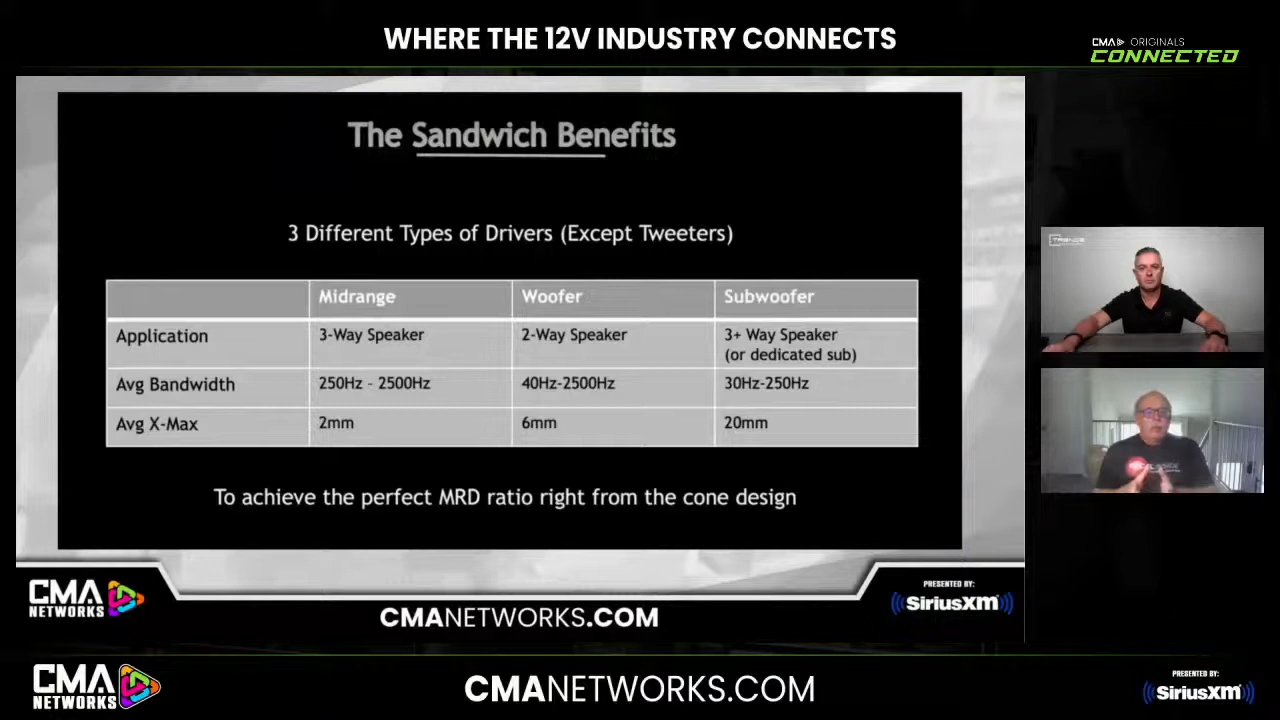 WHERE THE 12V INDUSTRY CONNECTS
CMA ORIGINALS
CONNECTED
The Sandwich Benefits
3 Different Types of Drivers (Except Tweeters)
Midrange Woofer Subwoofer
Application 3-Way Speaker 2-Way Speaker 3+ Way Speaker
(or dedicated sub)
Avg Bandwidth 250Hz - 2500Hz 40Hz-2500Hz 30Hz-250Hz
Avg X-Max 2mm 6mm 20mm
To achieve the perfect MRD ratio right from the cone design
TRENDS
CMA
NETWORKS
CMANETWORKS.COM
PRESENTED BY:
SiriusXM
CMA
NETWORKS
CMANETWORKS.COM
PRESENTED BY:
SiriusXM